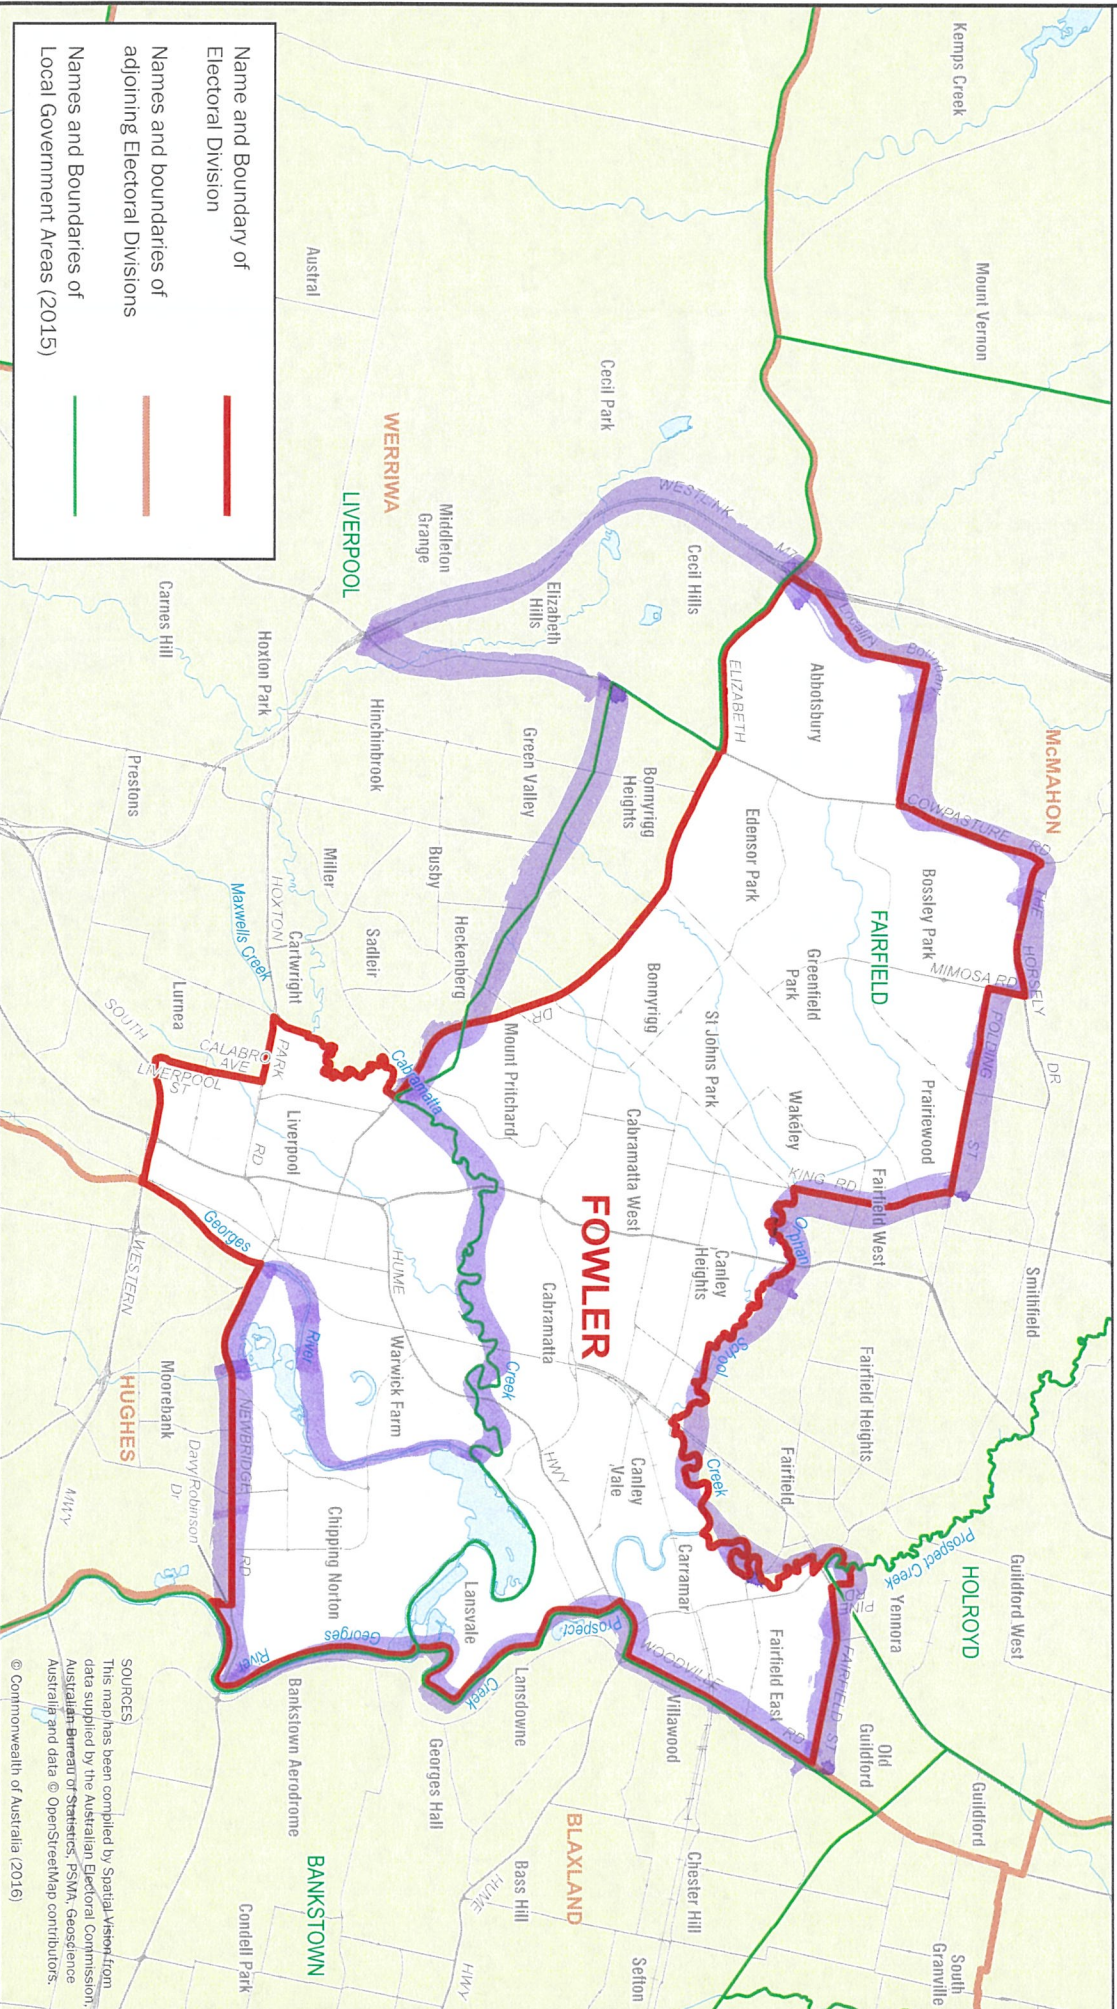 Kemps Creek
Mount Vernon
Austral
Cecil Park
WERRIWA
LIVERPOOL
Middleton
Grange
WESTLINK
M7
Cecil Hills
Elizabeth
Hills
Carnes Hill
Hoxton Park
Hinchinbrook
Green Valley
Prestons
Locality
Boundary
Abbotsbury
ELIZABETH
McMAHON
COWPASTURE
RD
Bonnyrigg
Heights
Edensor Park
Bossley Park
FAIRFIELD
THE
HORSELY
DR
MIMOSA RD
Greenfield
Park
Miller
Busby
Heckenberg
Sadleir
Maxwells Creek
HOXTON
PARK
RD
Cartwright
Lurnea
SOUTH
CALABRO
AVE
LIVERPOOL
ST
WESTERN
MWY
Bonnyrigg
DR
Mount Pritchard
St Johns Park
Wakeley
Prairiewood
POLDING
ST
Cabramatta
Creek
Liverpool
Cabramatta West
KING RD
Fairfield West
FOWLER
Smithfield
Canley
Heights
Orphan
School
Creek
Georges
River
HUME
HWY
Cabramatta
Warwick Farm
Fairfield Heights
Fairfield
Moorebank
HUGHES
NEWBRIDGE
RD
Davy Robinson
Dr
Canley
Vale
Chipping Norton
Carramar
Lansvale
Prospect Creek
HOLROYD
Guildford West
Yennora
PINE
RD
FAIRFIELD
ST
Fairfield East
Georges
River
Prospect
Creek
WOODVILLE
RD
Lansdowne
Villawood
Old
Guildford
Guildford
Bankstown Aerodrome
Georges Hall
BLAXLAND
Bass Hill
Chester Hill
HUME
HWY
BANKSTOWN
Condell Park
Sefton
South
Granville
Name and Boundary of
Electoral Division
Names and boundaries of
adjoining Electoral Divisions
Names and Boundaries of
Local Government Areas (2015)
SOURCES
This map has been compiled by Spatial Vision from
data supplied by the Australian Electoral Commission,
Australian Bureau of Statistics, PSMA, Geoscience
Australia and data © OpenStreetMap contributors.
© Commonwealth of Australia (2016)